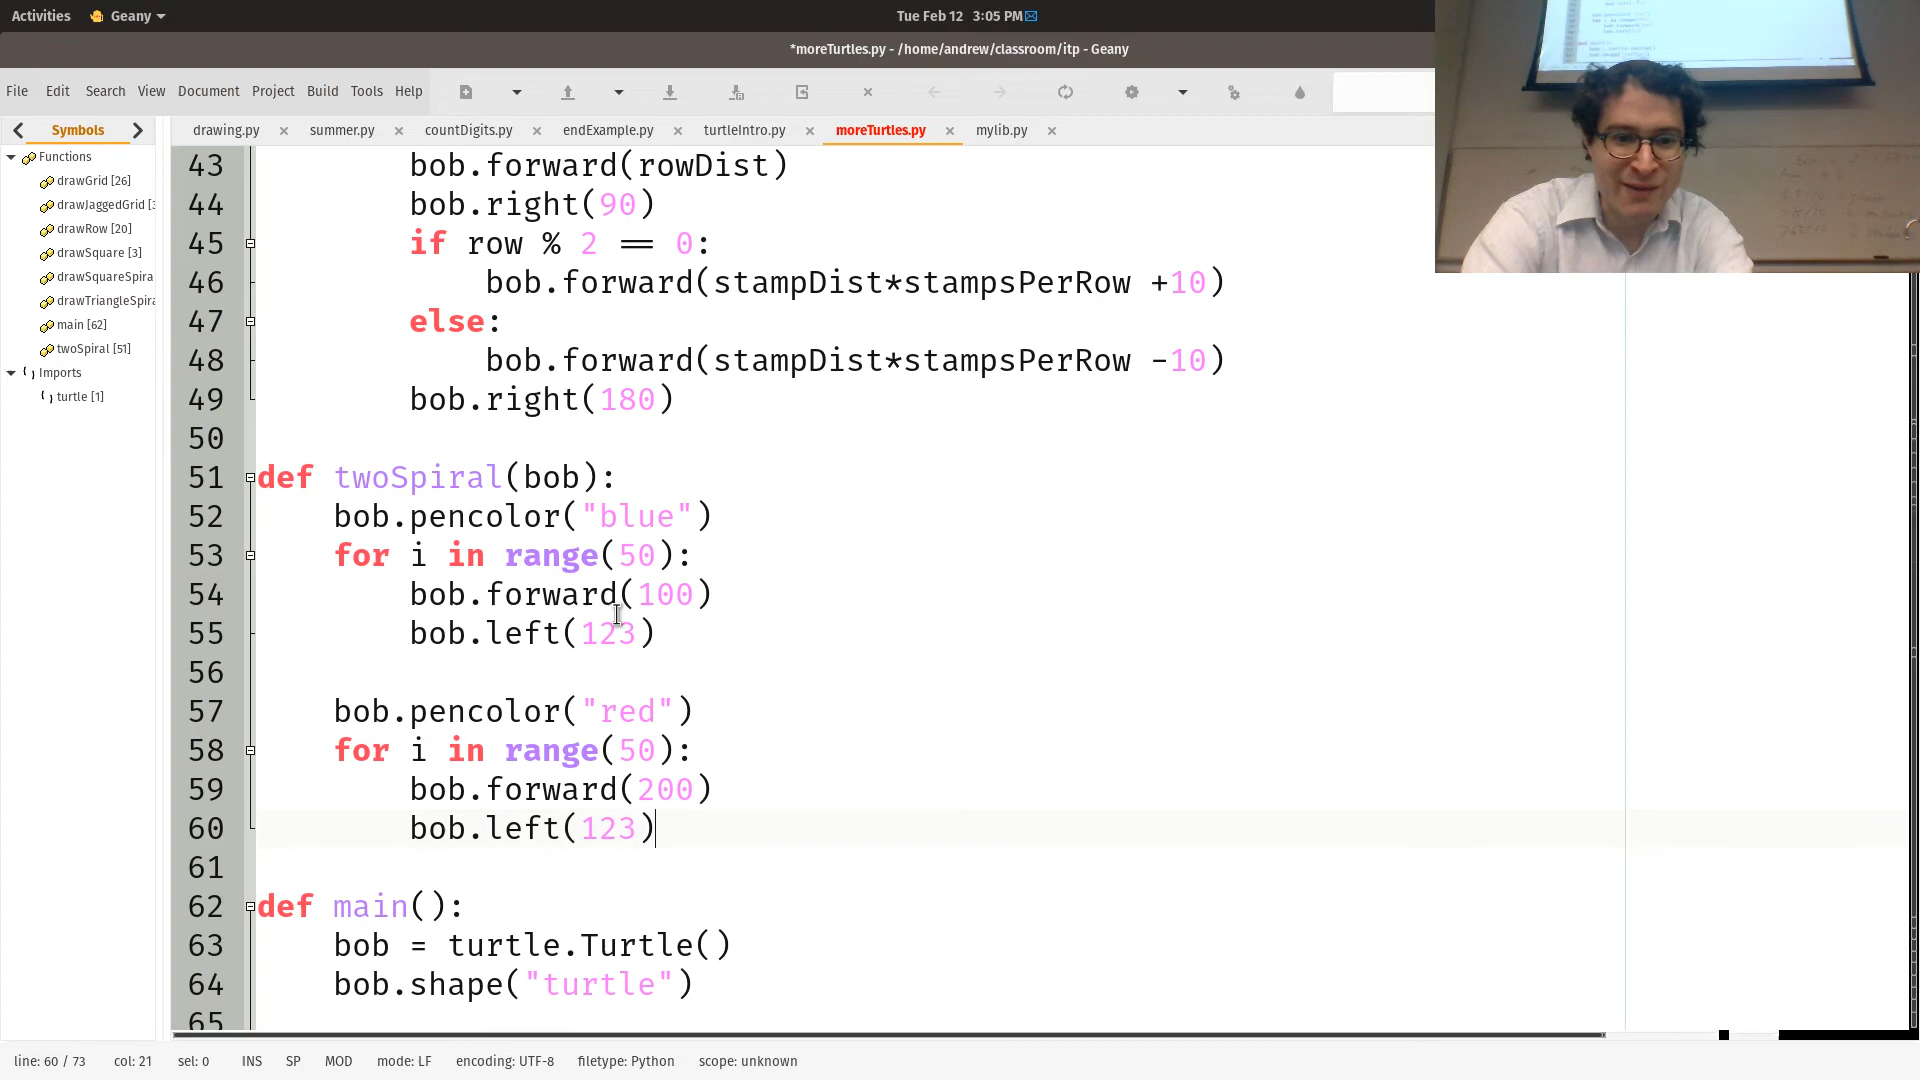 Activities Geany Tue Feb 12 3:05 PM
*moreTurtles.py - /home/andrew/classroom/itp - Geany
File Edit Search View Document Project Build Tools Help
Symbols drawing.py summer.py countDigits.py endExample.py turtleIntro.py moreTurtles.py mylib.py
Functions
drawGrid [26]
drawJaggedGrid [3
drawRow [20]
drawSquare [3]
drawSquareSpira
drawTriangleSpira
main [62]
twoSpiral [51]
Imports
turtle [1]
43 bob.forward(rowDist)
44 bob.right(90)
45 if row % 2 == 0:
46 bob.forward(stampDist*stampsPerRow +10)
47 else:
48 bob.forward(stampDist*stampsPerRow -10)
49 bob.right(180)
50
51 def twoSpiral(bob):
52 bob.pencolor("blue")
53 for i in range(50):
54 bob.forward(100)
55 bob.left(123)
56
57 bob.pencolor("red")
58 for i in range(50):
59 bob.forward(200)
60 bob.left(123)
61
62 def main():
63 bob = turtle.Turtle()
64 bob.shape("turtle")
65
line: 60 / 73 col: 21 sel: 0 INS SP MOD mode: LF encoding: UTF-8 filetype: Python scope: unknown